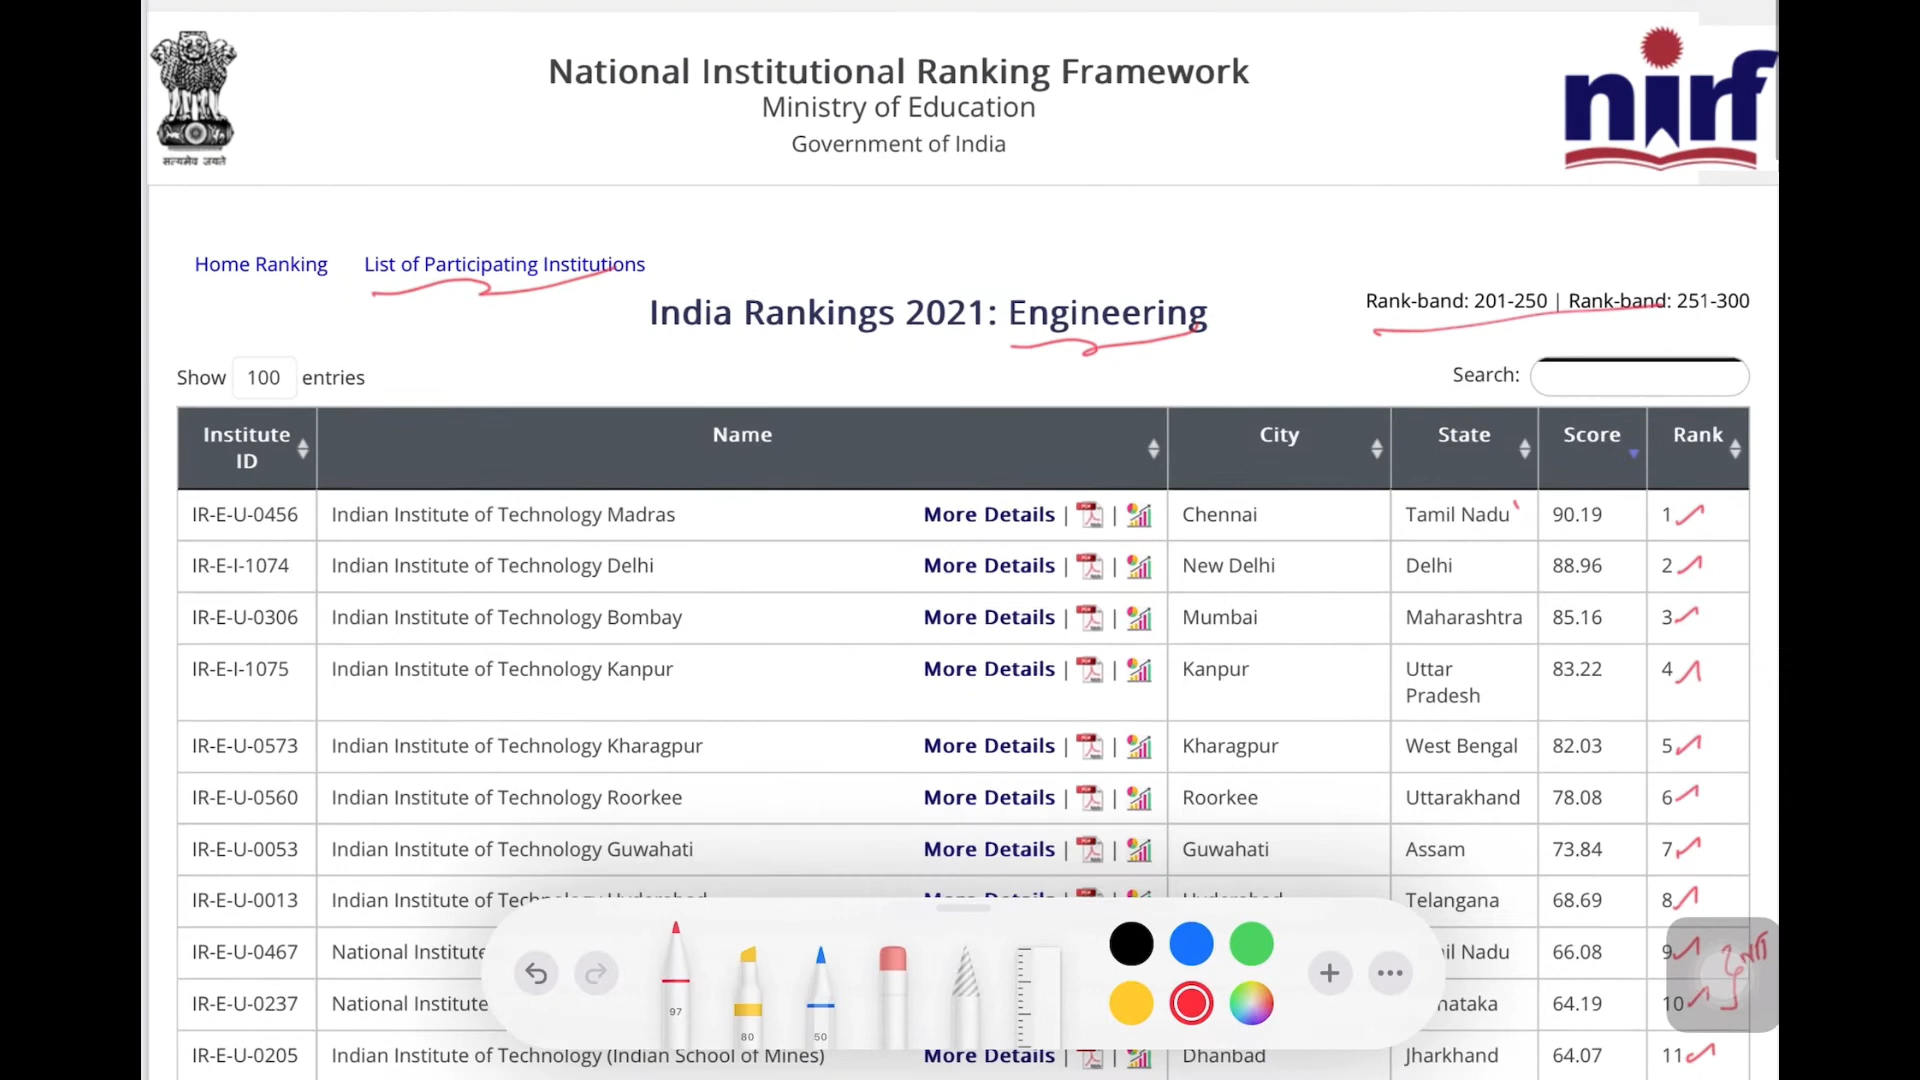 National Institutional Ranking Framework
Ministry of Education
Government of India
सत्यमेव जयते
nirf
Home Ranking List of Participating Institutions
Rank-band: 201-250 | Rank-band: 251-300
India Rankings 2021: Engineering
Show 100 entries
Search:
Institute ID Name City State Score Rank
IR-E-U-0456 Indian Institute of Technology Madras More Details | | Chennai Tamil Nadu 90.19 1
IR-E-I-1074 Indian Institute of Technology Delhi More Details | | New Delhi Delhi 88.96 2
IR-E-U-0306 Indian Institute of Technology Bombay More Details | | Mumbai Maharashtra 85.16 3
IR-E-I-1075 Indian Institute of Technology Kanpur More Details | | Kanpur Uttar Pradesh 83.22 4
IR-E-U-0573 Indian Institute of Technology Kharagpur More Details | | Kharagpur West Bengal 82.03 5
IR-E-U-0560 Indian Institute of Technology Roorkee More Details | | Roorkee Uttarakhand 78.08 6
IR-E-U-0053 Indian Institute of Technology Guwahati More Details | | Guwahati Assam 73.84 7
IR-E-U-0013 Indian Institute of Telangana 68.69 8
IR-E-U-0467 National Institute il Nadu 66.08 9
IR-E-U-0237 National Institute nataka 64.19 10
IR-E-U-0205 Indian Institute of Technology (Indian School of Mines) More Details | | Dhanbad Jharkhand 64.07 11
97
80
50